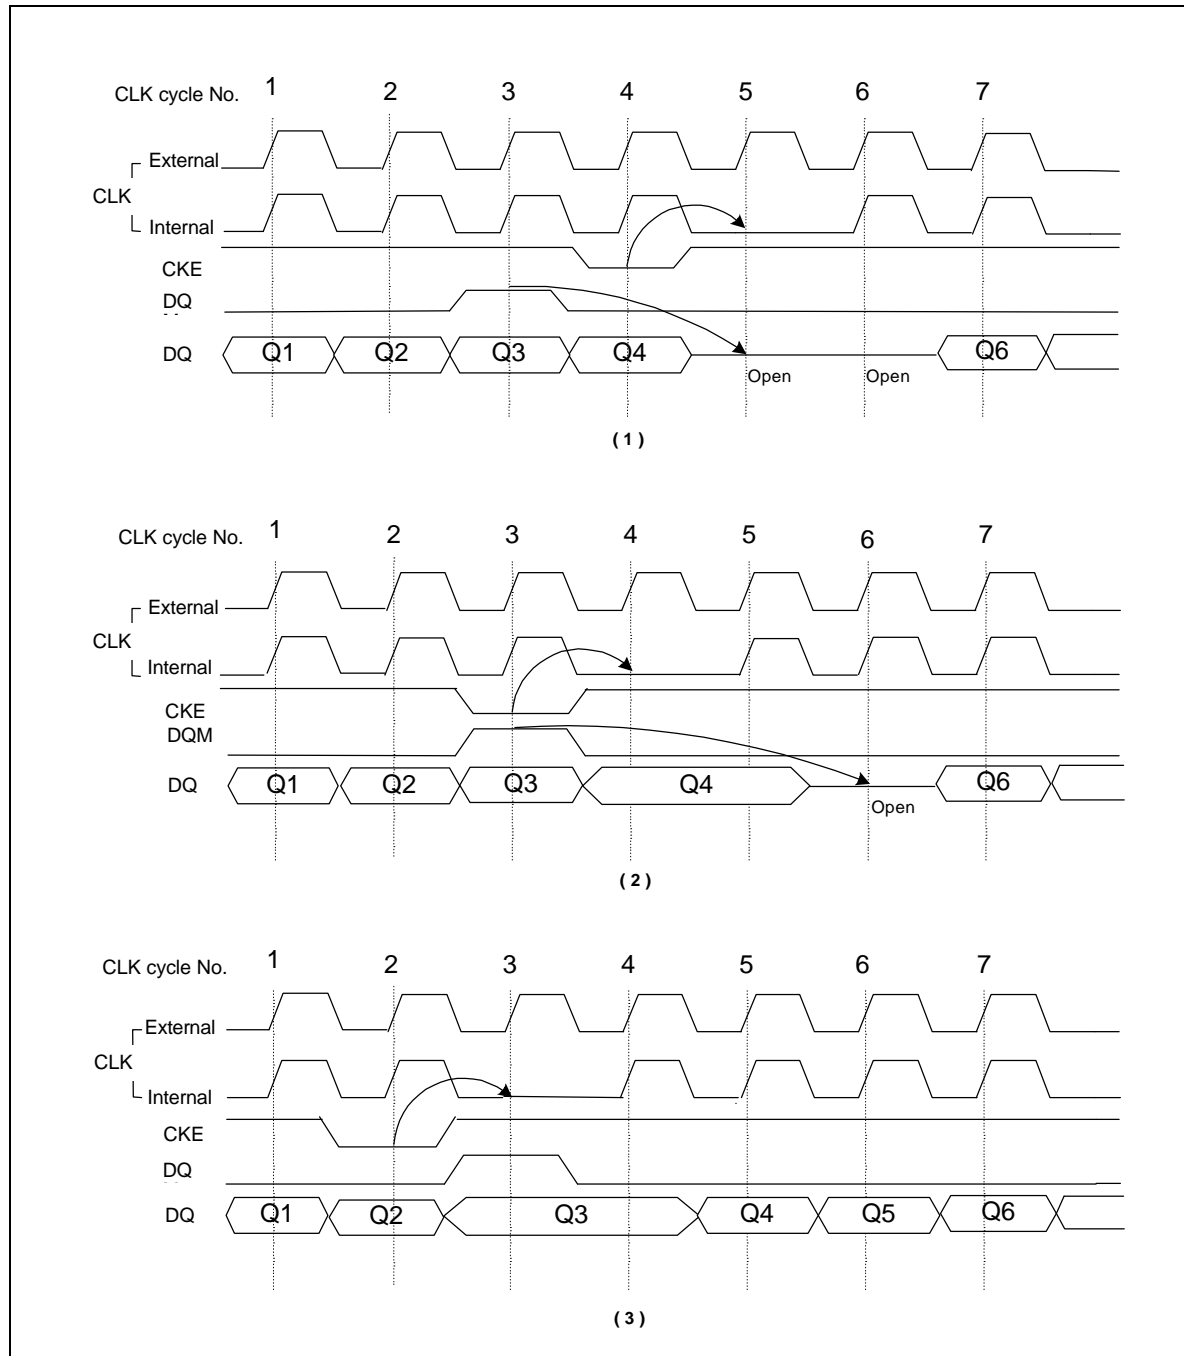 CLK cycle No. 1 2 3 4 5 6 7
External
CLK
Internal
CKE
DQ
DQ Q1 Q2 Q3 Q4 Q6
Open Open
( 1 )
CLK cycle No. 1 2 3 4 5 6 7
External
CLK
Internal
CKE
DQM
DQ Q1 Q2 Q3 Q4 Q6
Open
( 2 )
CLK cycle No. 1 2 3 4 5 6 7
External
CLK
Internal
CKE
DQ
DQ Q1 Q2 Q3 Q4 Q5 Q6
( 3 )